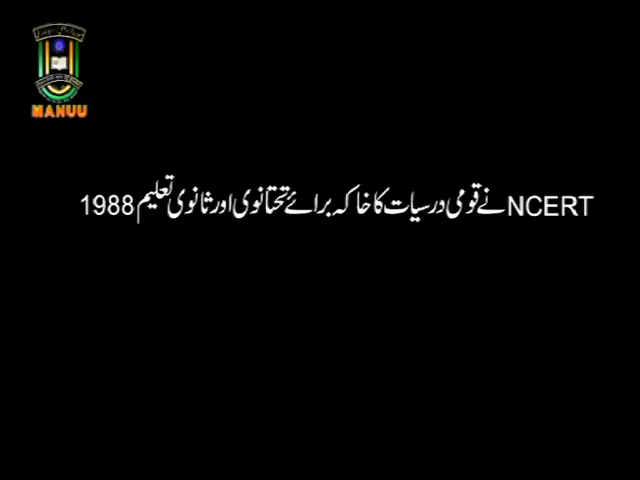 MANUU
NCERT نے قومی درسیات کا خاکہ برائے تحتانوی اور ثانوی تعلیم 1988